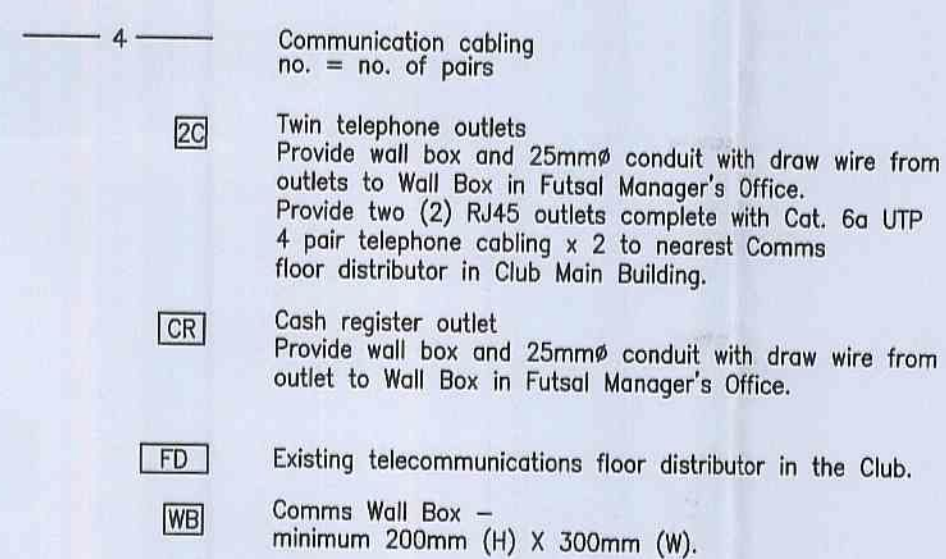 4 Communication cabling
no. = no. of pairs
2C Twin telephone outlets
Provide wall box and 25mmø conduit with draw wire from
outlets to Wall Box in Futsal Manager's Office.
Provide two (2) RJ45 outlets complete with Cat. 6a UTP
4 pair telephone cabling x 2 to nearest Comms
floor distributor in Club Main Building.
CR Cash register outlet
Provide wall box and 25mmø conduit with draw wire from
outlet to Wall Box in Futsal Manager's Office.
FD Existing telecommunications floor distributor in the Club.
WB Comms Wall Box –
minimum 200mm (H) X 300mm (W).